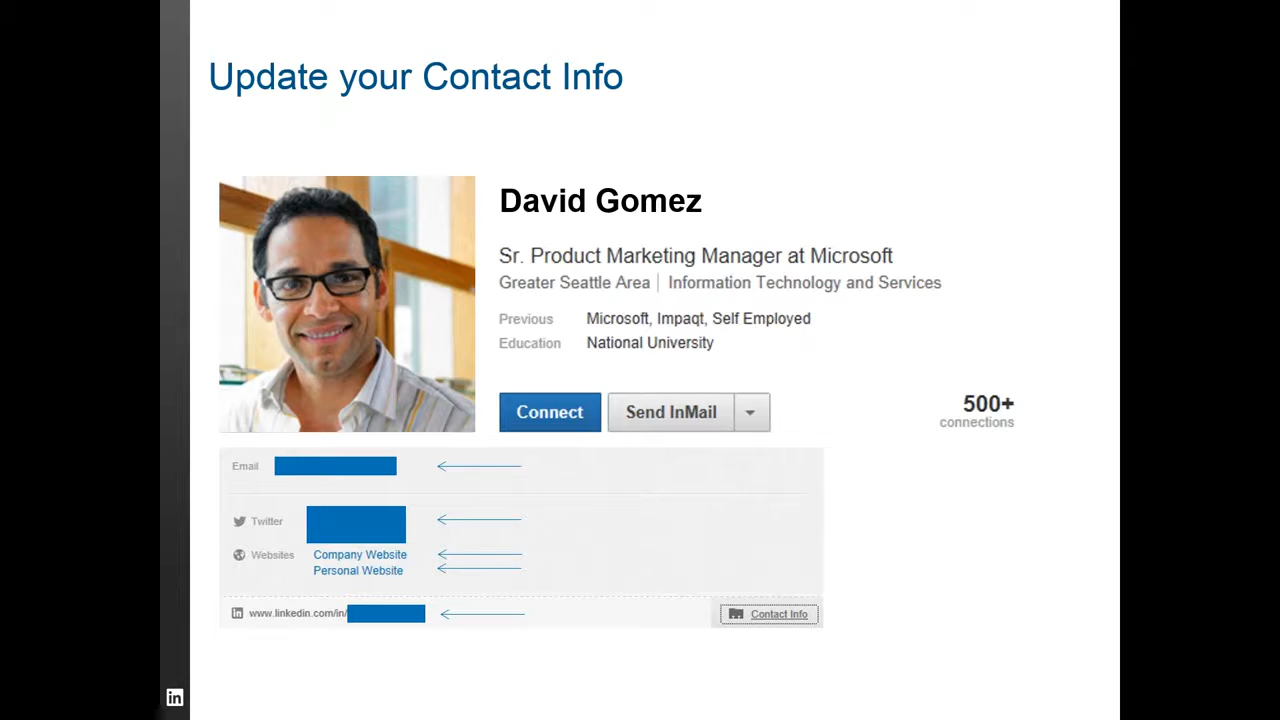 Update your Contact Info
David Gomez
Sr. Product Marketing Manager at Microsoft
Greater Seattle Area | Information Technology and Services
Previous Microsoft, Impaqt, Self Employed
Education National University
Connect Send InMail
500+
connections
Email
Twitter
Websites Company Website
Personal Website
www.linkedin.com/in/
Contact Info
in